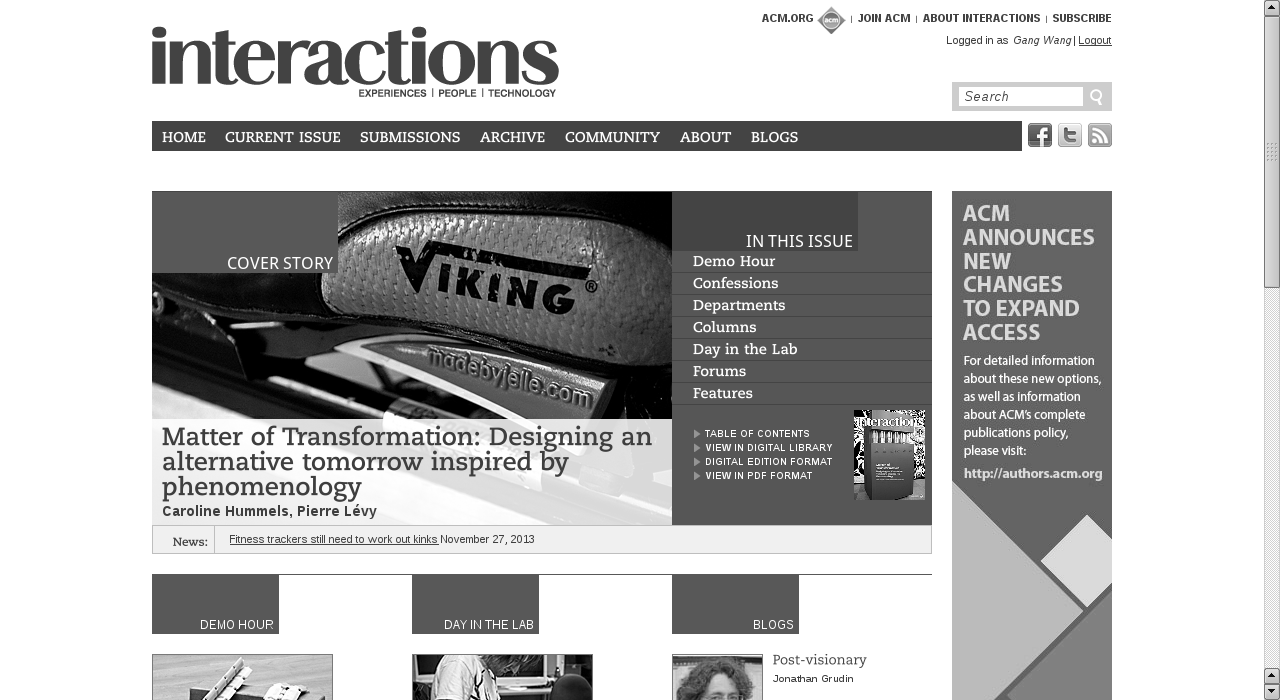 ACM.ORG acm | JOIN ACM | ABOUT INTERACTIONS | SUBSCRIBE
Logged in as Gang Wang | Logout
interactions
EXPERIENCES | PEOPLE | TECHNOLOGY
Search
HOME CURRENT ISSUE SUBMISSIONS ARCHIVE COMMUNITY ABOUT BLOGS
COVER STORY
VIKING®
madebyjelle.com
Matter of Transformation: Designing an
alternative tomorrow inspired by
phenomenology
Caroline Hummels, Pierre Lévy
IN THIS ISSUE
Demo Hour
Confessions
Departments
Columns
Day in the Lab
Forums
Features
TABLE OF CONTENTS
VIEW IN DIGITAL LIBRARY
DIGITAL EDITION FORMAT
VIEW IN PDF FORMAT
interactions
News: Fitness trackers still need to work out kinks November 27, 2013
ACM
ANNOUNCES
NEW
CHANGES
TO EXPAND
ACCESS
For detailed information
about these new options,
as well as information
about ACM's complete
publications policy,
please visit:
http://authors.acm.org
DEMO HOUR
DAY IN THE LAB
BLOGS
Post-visionary
Jonathan Grudin